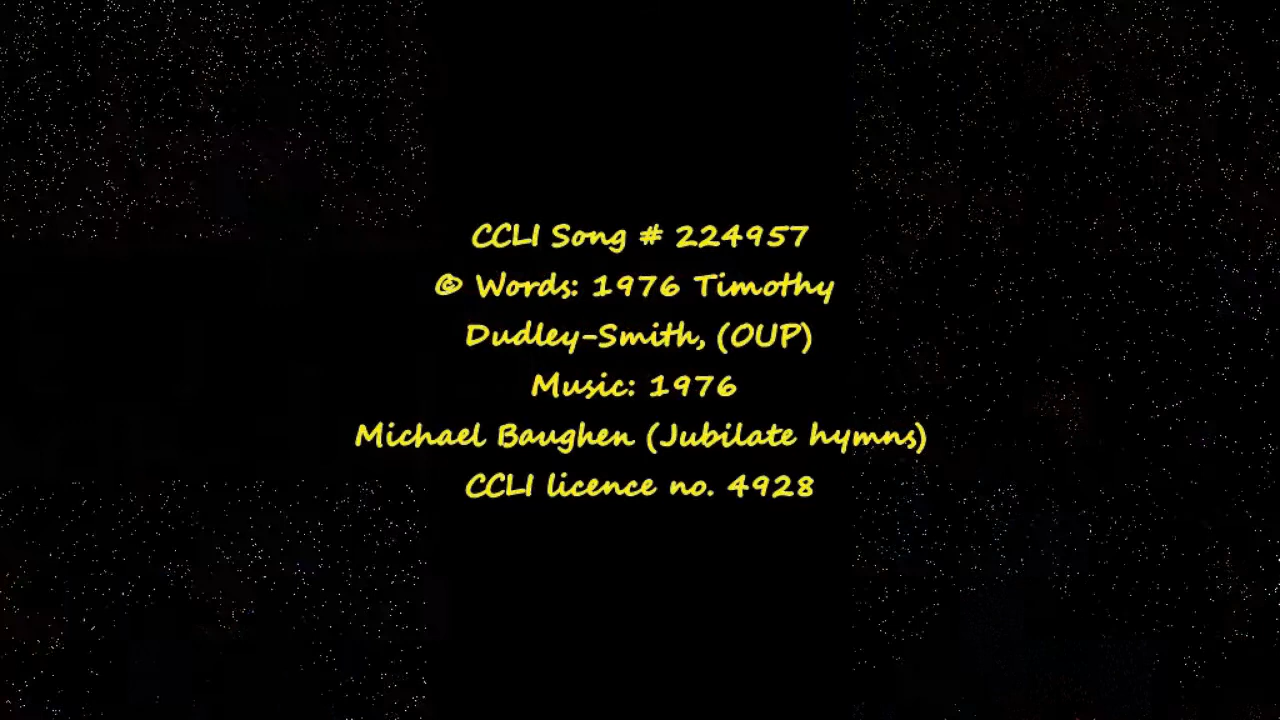 CCLI Song # 224957
© Words: 1976 Timothy
Dudley-Smith, (OUP)
Music: 1976
Michael Baughen (Jubilate hymns)
CCLI licence no. 4928